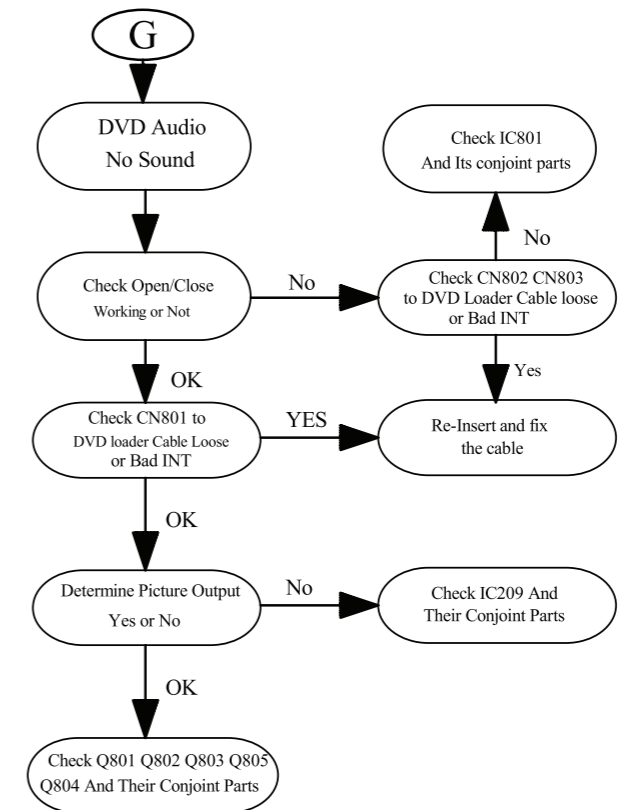 G
DVD Audio
No Sound
Check IC801
And Its conjoint parts
No
Check Open/Close
Working or Not
No
Check CN802 CN803
to DVD Loader Cable loose
or Bad INT
OK
Yes
Check CN801 to
DVD loader Cable Loose
or Bad INT
YES
Re-Insert and fix
the cable
OK
Determine Picture Output
Yes or No
No
Check IC209 And
Their Conjoint Parts
OK
Check Q801 Q802 Q803 Q805
Q804 And Their Conjoint Parts